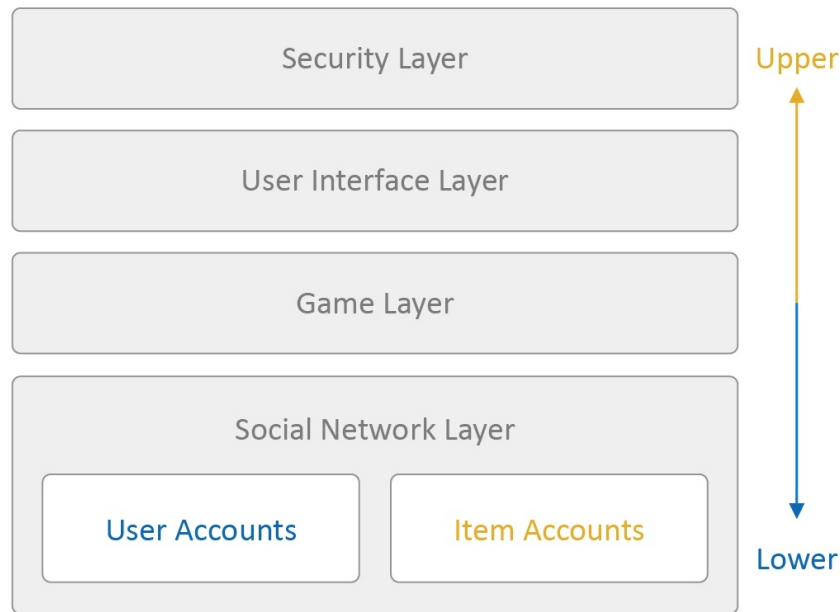 Security Layer
Upper
User Interface Layer
Game Layer
Social Network Layer
User Accounts
Item Accounts
Lower